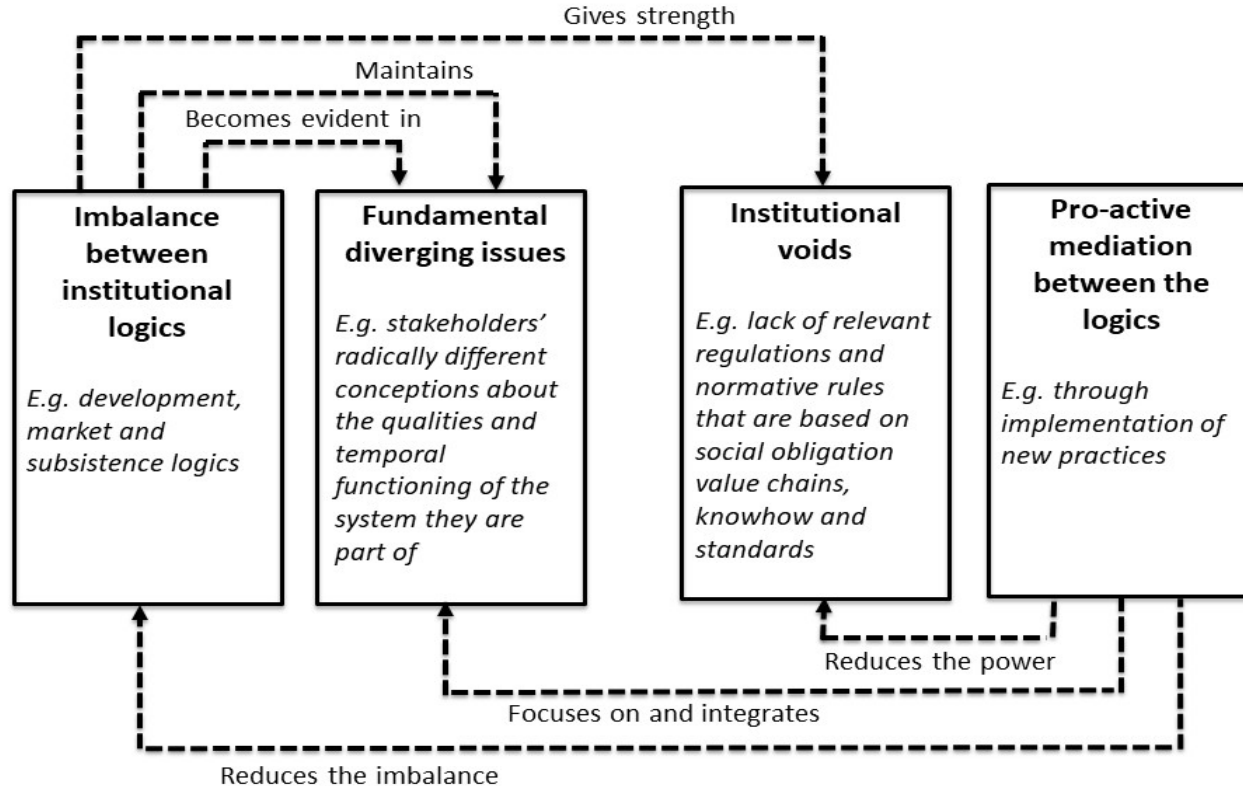 Gives strength
Maintains
Becomes evident in
Imbalance
between
institutional
logics
E.g. development,
market and
subsistence logics
Fundamental
diverging issues
E.g. stakeholders’
radically different
conceptions about
the qualities and
temporal
functioning of the
system they are
part of
Institutional
voids
E.g. lack of relevant
regulations and
normative rules
that are based on
social obligation
value chains,
knowhow and
standards
Pro-active
mediation
between the
logics
E.g. through
implementation of
new practices
Reduces the power
Focuses on and integrates
Reduces the imbalance